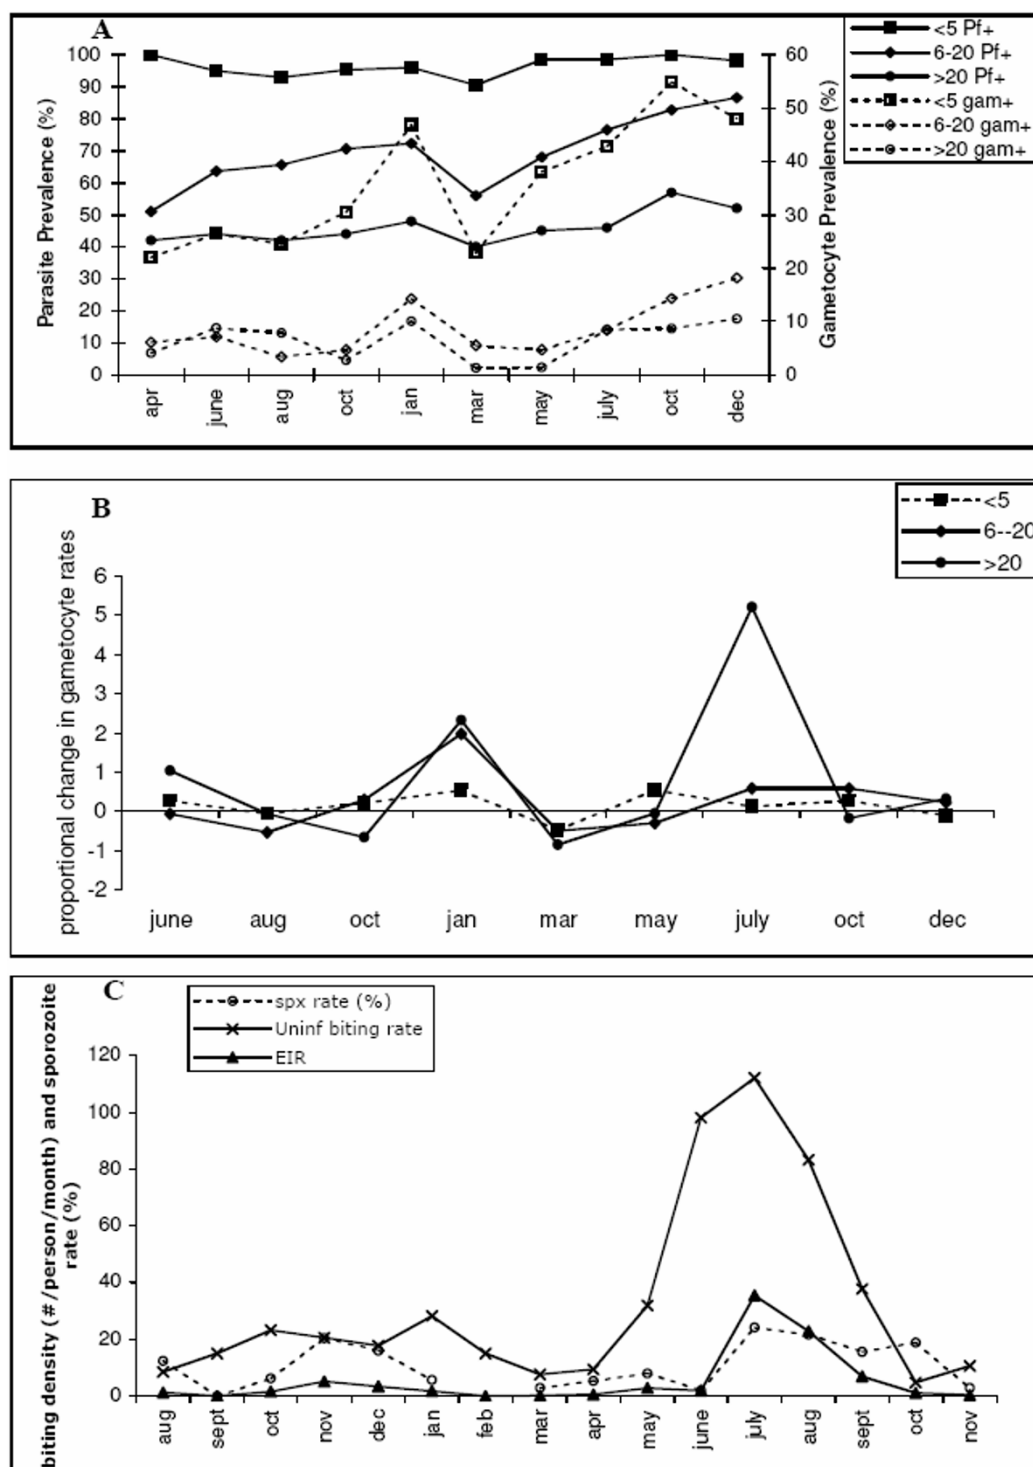 A
<5 Pf+
6-20 Pf+
>20 Pf+
<5 gam+
6-20 gam+
>20 gam+
Parasite Prevalence (%)
100
90
80
70
60
50
40
30
20
10
0
Gametocyte Prevalence (%)
60
50
40
30
20
10
0
apr june aug oct jan mar may july oct dec
B
<5
6--20
>20
proportional change in gametocyte rates
6
5
4
3
2
1
0
-1
-2
june aug oct jan mar may july oct dec
C
spx rate (%)
Uninf biting rate
EIR
biting density (#/person/month) and sporozoite
rate (%)
120
100
80
60
40
20
0
aug sept oct nov dec jan feb mar apr may june july aug sept oct nov